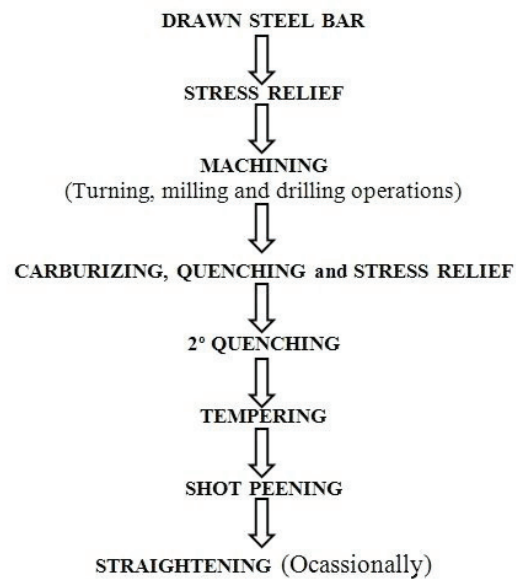 DRAWN STEEL BAR
STRESS RELIEF
MACHINING
(Turning, milling and drilling operations)
CARBURIZING, QUENCHING and STRESS RELIEF
2º QUENCHING
TEMPERING
SHOT PEENING
STRAIGHTENING (Ocassionally)